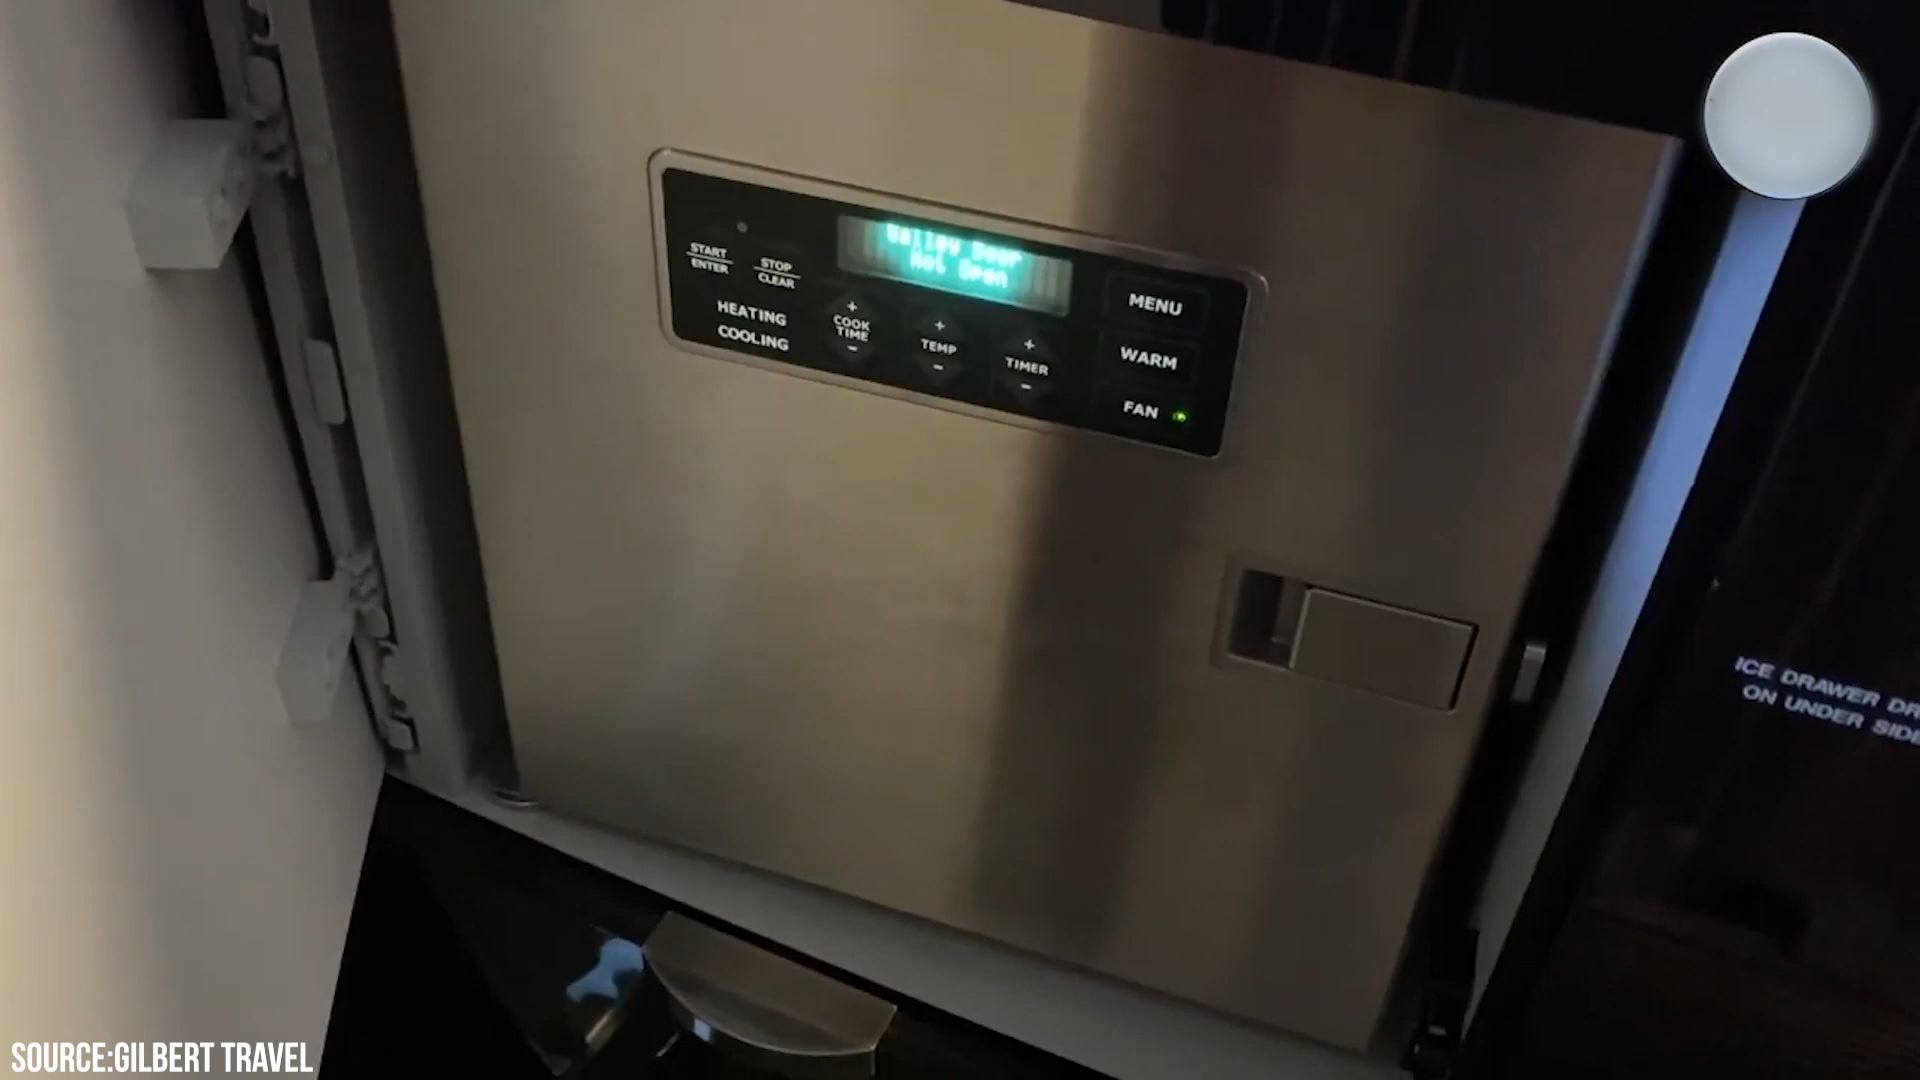 Galley Door
Not Open
START
ENTER
STOP
CLEAR
HEATING
COOLING
+
COOK
TIME
-
+
TEMP
-
+
TIMER
-
MENU
WARM
FAN
ICE DRAWER
ON UNDER SIDE
SOURCE:GILBERT TRAVEL